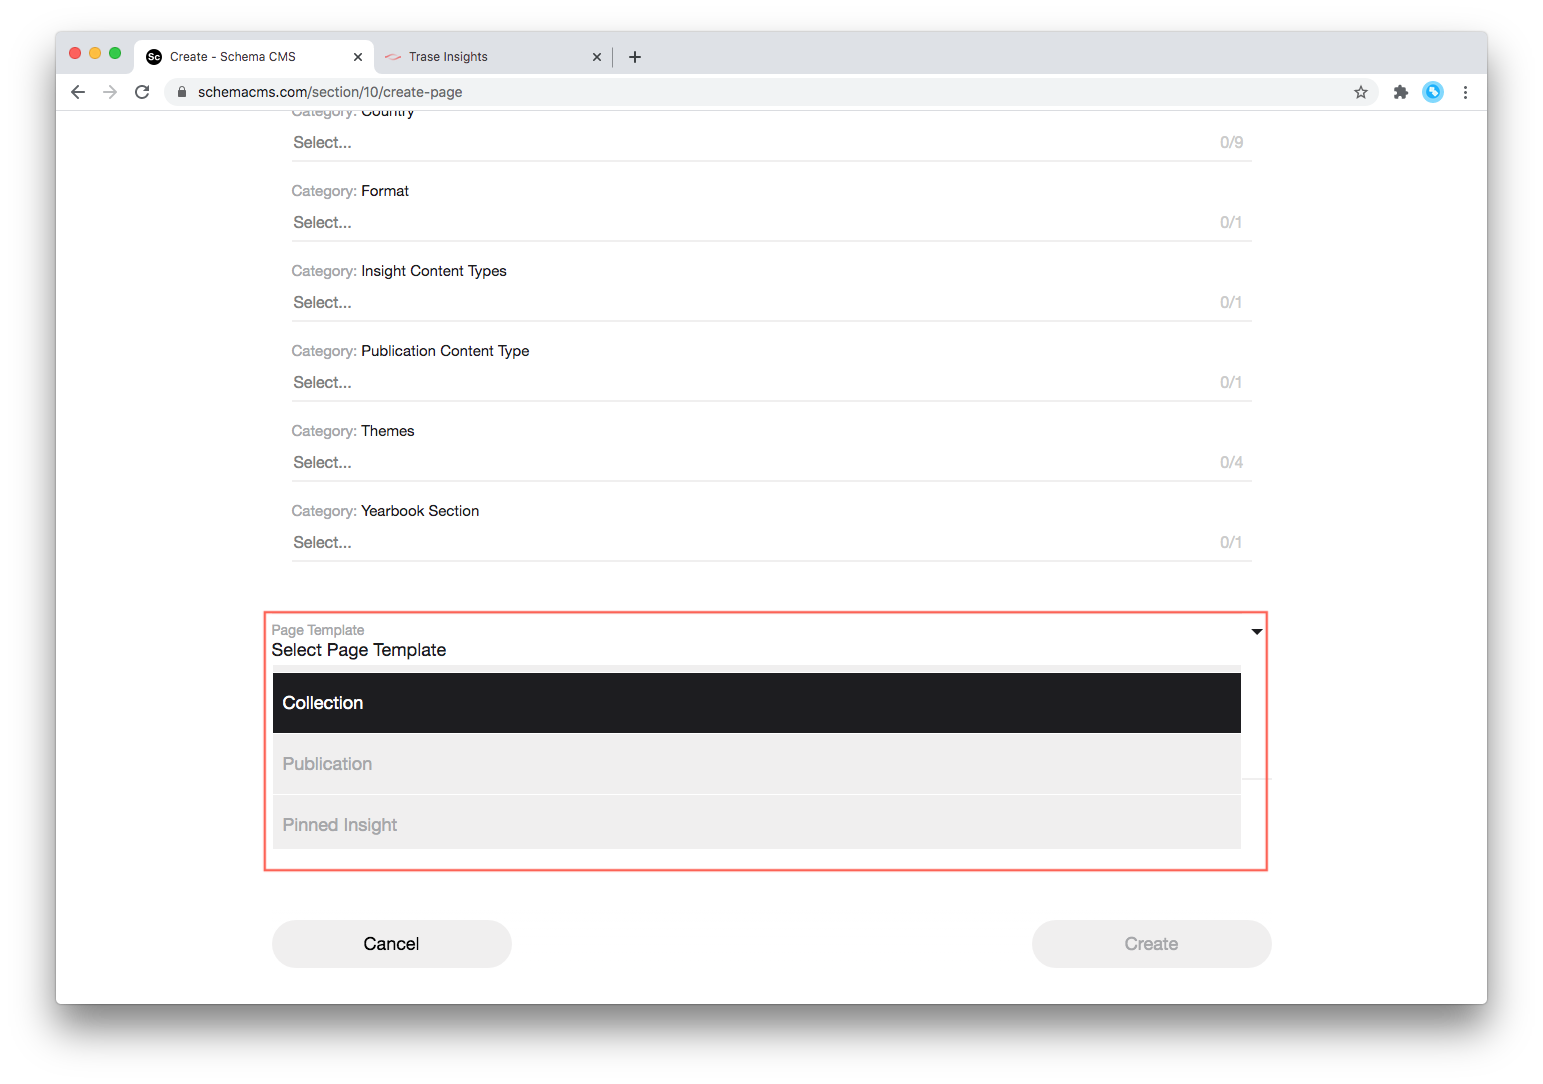 Sc Create - Schema CMS
Trase Insights
schemacms.com/section/10/create-page
Category: Country
Select... 0/9
Category: Format
Select... 0/1
Category: Insight Content Types
Select... 0/1
Category: Publication Content Type
Select... 0/1
Category: Themes
Select... 0/4
Category: Yearbook Section
Select... 0/1
Page Template
Select Page Template
Collection
Publication
Pinned Insight
Cancel
Create